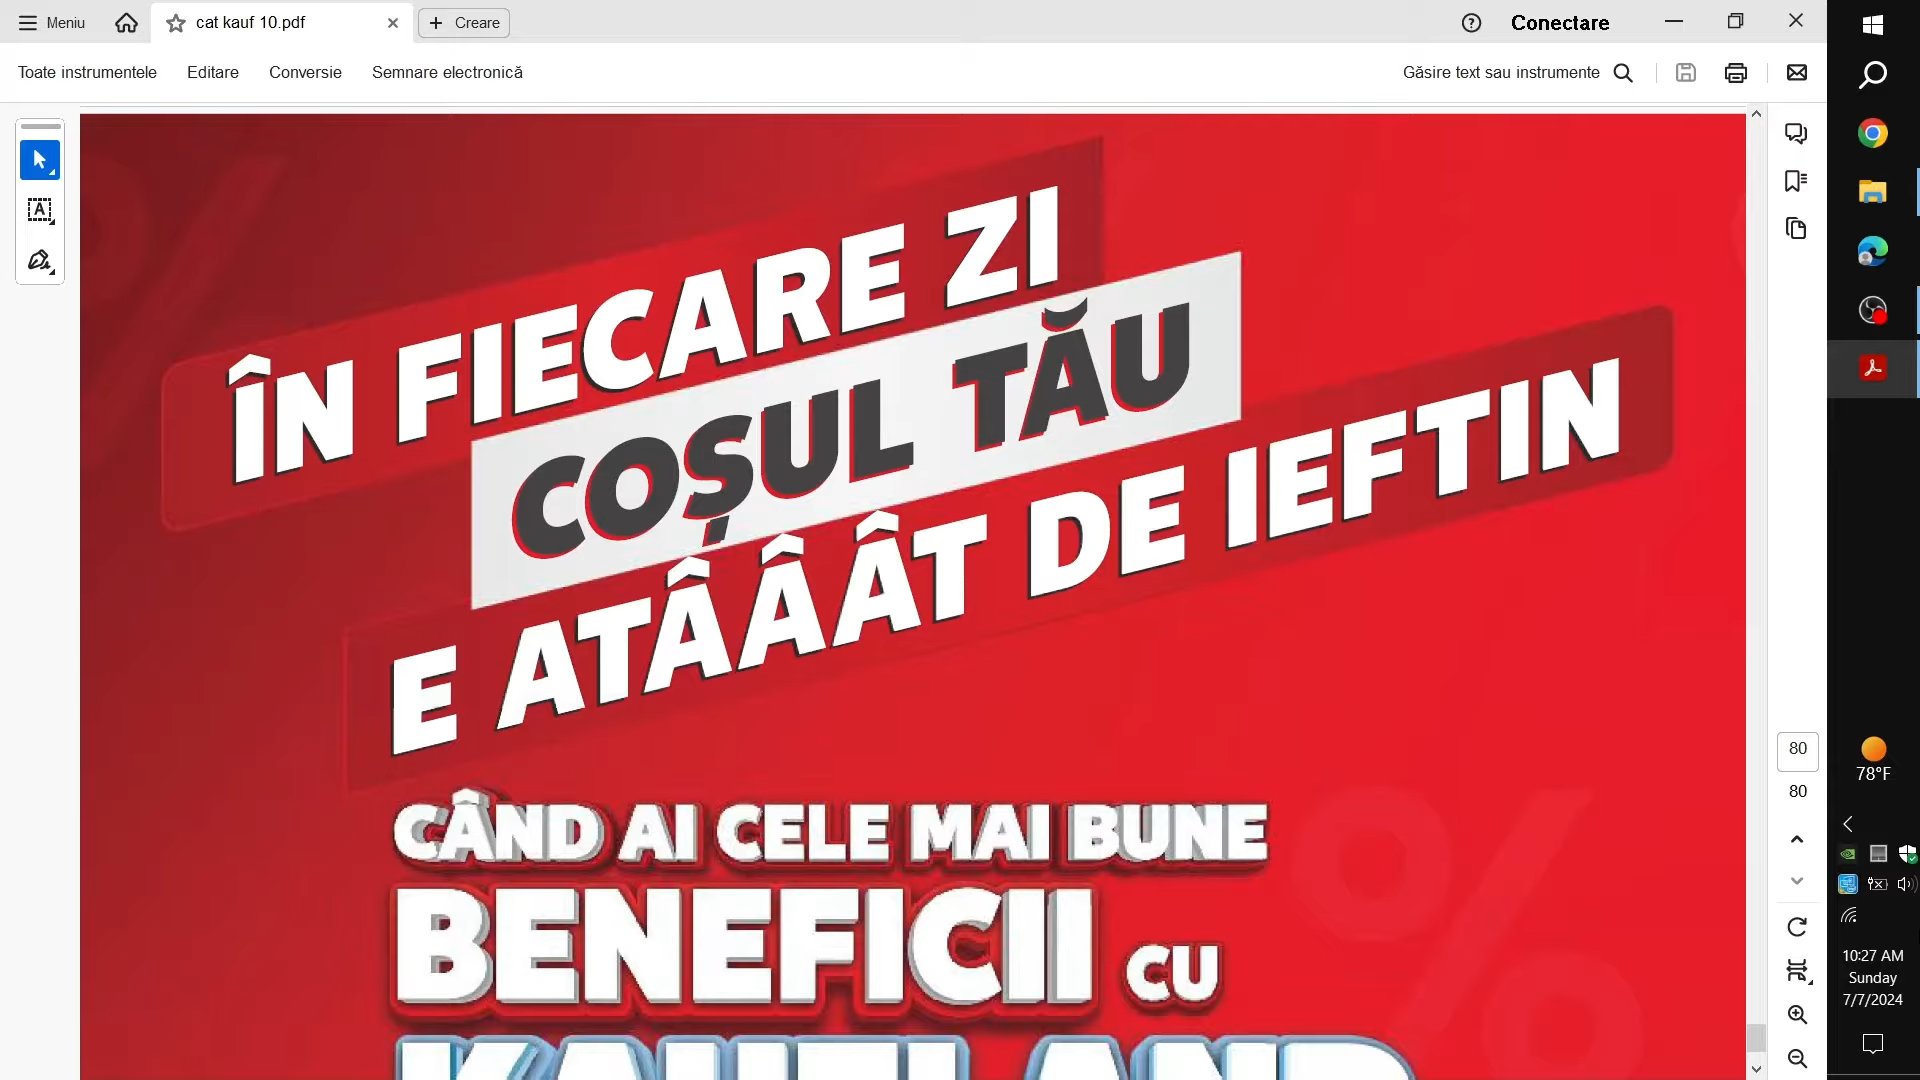 Meniu
cat kauf 10.pdf
Creare
Conectare
Toate instrumentele
Editare
Conversie
Semnare electronică
Găsire text sau instrumente
ÎN FIECARE ZI
COȘUL TĂU
E ATÂÂÂT DE IEFTIN
CÂND AI CELE MAI BUNE
BENEFICII CU
KAUFLAND
80
80
78°F
10:27 AM
Sunday
7/7/2024